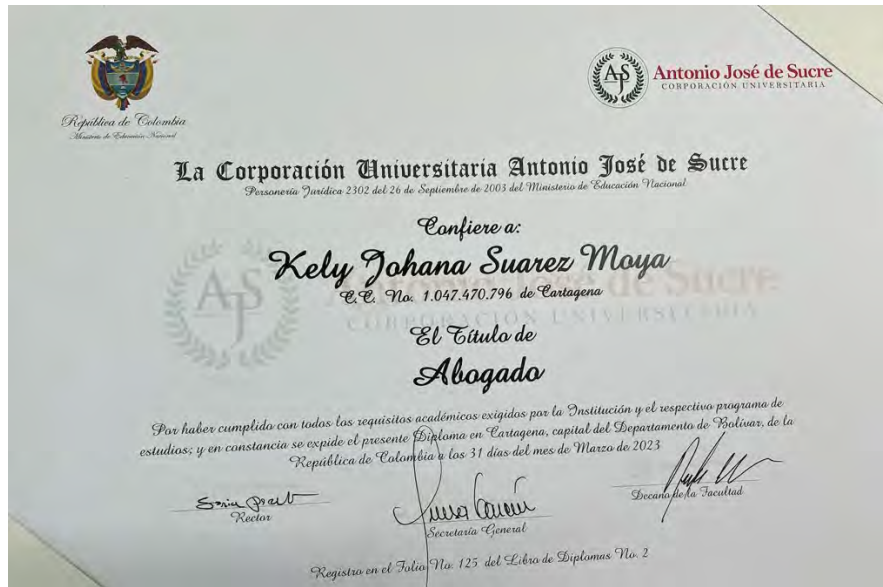 República de Colombia
Ministerio de Educación Nacional
AJS
Antonio José de Sucre
CORPORACIÓN UNIVERSITARIA
La Corporación Universitaria Antonio José de Sucre
Personería Jurídica 2302 del 26 de Septiembre de 2003 del Ministerio de Educación Nacional
Confiere a:
Kely Johana Suarez Moya
C.C. No. 1.047.470.796 de Cartagena
El Título de
Abogado
Por haber cumplido con todos los requisitos académicos exigidos por la Institución y el respectivo programa de
estudios; y en constancia se expide el presente Diploma en Cartagena, capital del Departamento de Bolívar, de la
República de Colombia a los 31 días del mes de Marzo de 2023
Rector
Secretaria General
Decano de la Facultad
Registro en el Folio No. 125 del Libro de Diplomas No. 2